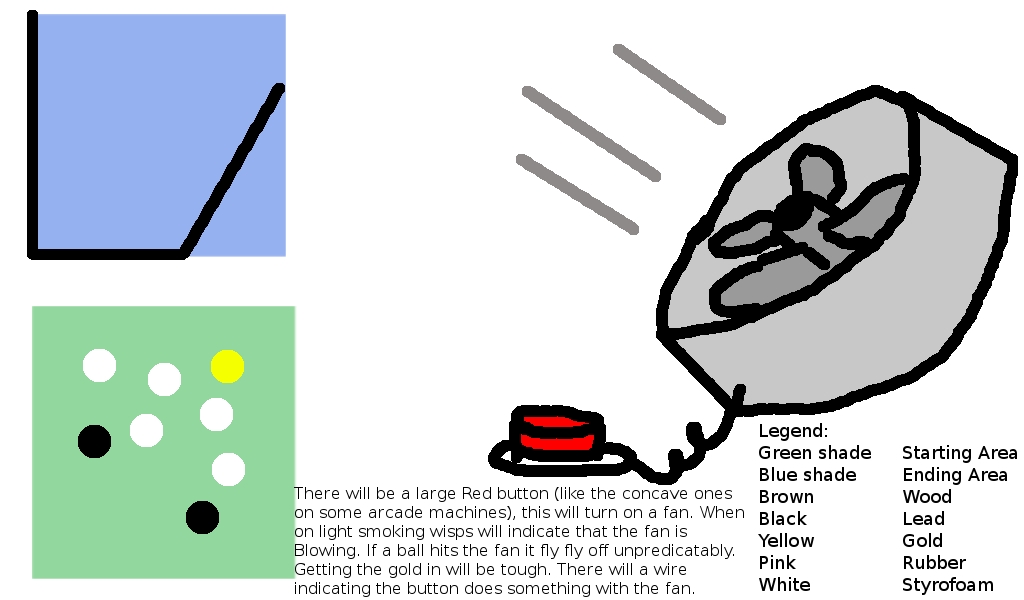 There will be a large Red button (like the concave ones
on some arcade machines), this will turn on a fan. When
on light smoking wisps will indicate that the fan is
Blowing. If a ball hits the fan it fly fly off unpredicatably.
Getting the gold in will be tough. There will a wire
indicating the button does something with the fan.
Legend:
Green shade Starting Area
Blue shade Ending Area
Brown Wood
Black Lead
Yellow Gold
Pink Rubber
White Styrofoam